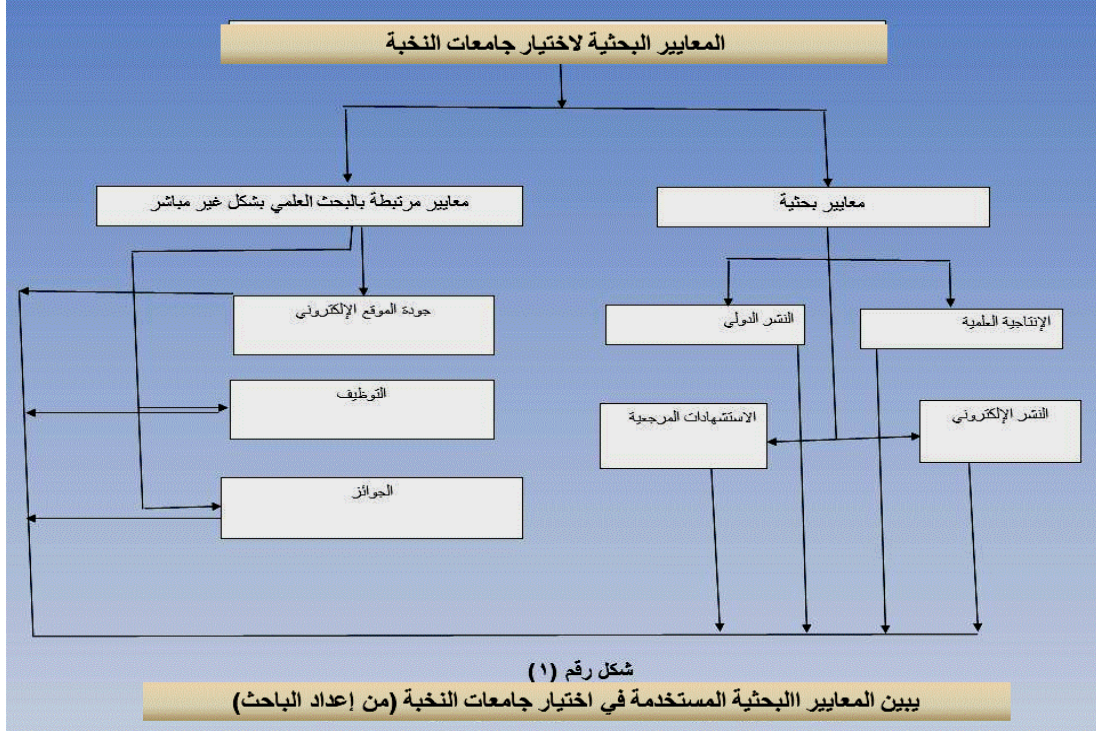 المعايير البحثية لاختيار جامعات النخبة
معايير بحثية
معايير مرتبطة بالبحث العلمي بشكل غير مباشر
الإنتاجية العلمية
النشر الدولي
جودة الموقع الإلكتروني
النشر الإلكتروني
الاستشهادات المرجعية
التوظيف
الجوائز
شكل رقم (١)
يبين المعايير االبحثية المستخدمة في اختيار جامعات النخبة (من إعداد الباحث)